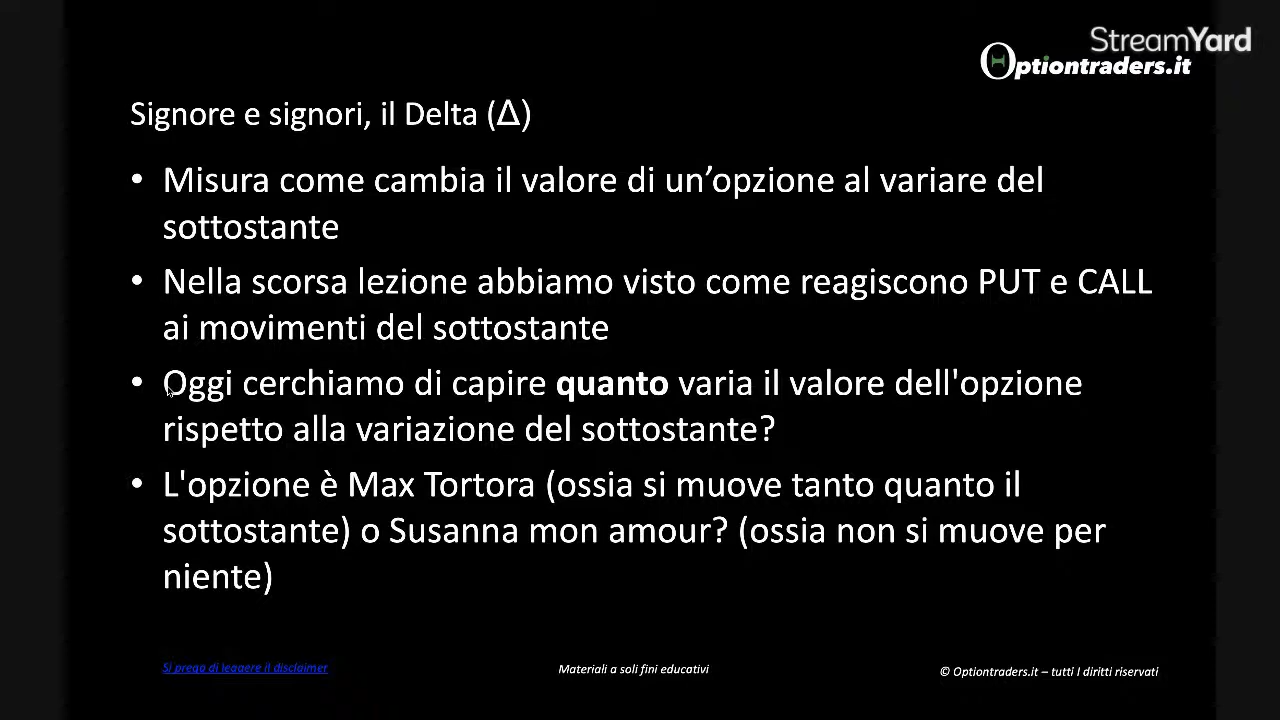 StreamYard
Optiontraders.it
Signore e signori, il Delta (Δ)
• Misura come cambia il valore di un’opzione al variare del
sottostante
• Nella scorsa lezione abbiamo visto come reagiscono PUT e CALL
ai movimenti del sottostante
• Oggi cerchiamo di capire quanto varia il valore dell'opzione
rispetto alla variazione del sottostante?
• L'opzione è Max Tortora (ossia si muove tanto quanto il
sottostante) o Susanna mon amour? (ossia non si muove per
niente)
Si prega di leggere il disclaimer
Materiali a soli fini educativi
© Optiontraders.it – tutti I diritti riservati